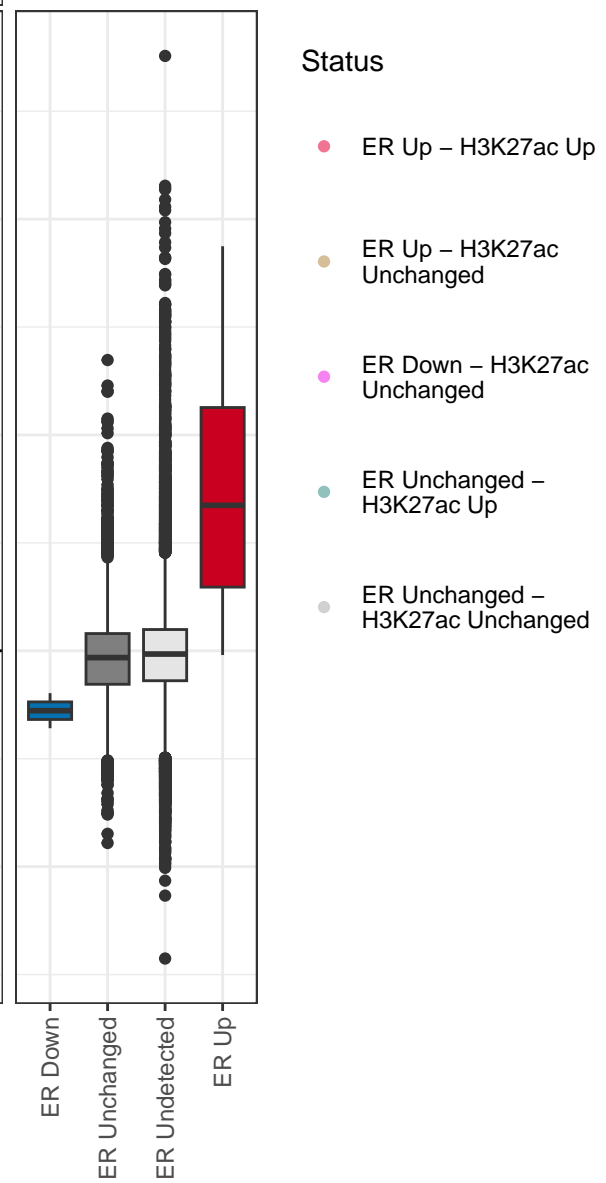 Status
ER Up − H3K27ac Up
ER Up − H3K27ac
Unchanged
ER Down − H3K27ac
Unchanged
ER Unchanged −
H3K27ac Up
ER Unchanged −
H3K27ac Unchanged
ER Down
ER Unchanged
ER Undetected
ER Up